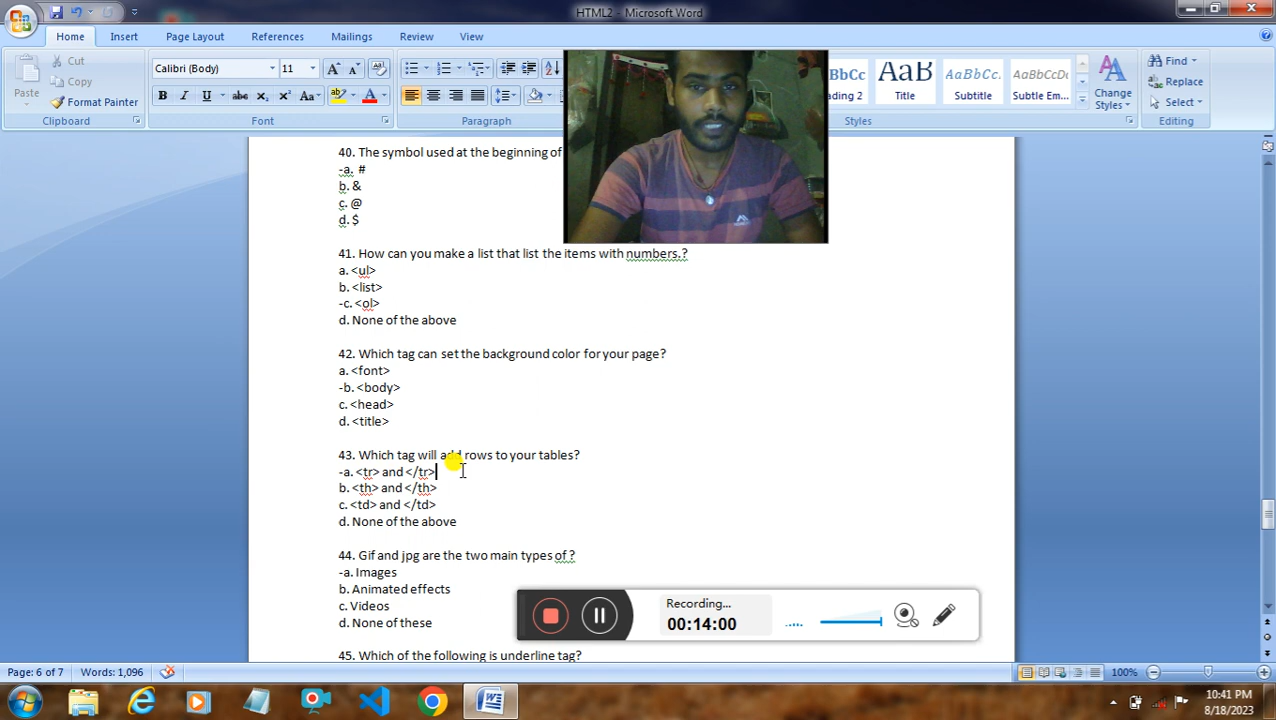 HTML2 - Microsoft Word
Home Insert Page Layout References Mailings Review View
Paste
Cut
Copy
Format Painter
Clipboard
Calibri (Body) 11
Font
Paragraph
Heading 2
Title
Subtitle
Subtle Em...
Change Styles
Styles
Find
Replace
Select
Editing
40. The symbol used at the beginning of
-a. #
b. &
c. @
d. $
41. How can you make a list that list the items with numbers.?
a. <ul>
b. <list>
-c. <ol>
d. None of the above
42. Which tag can set the background color for your page?
a. <font>
-b. <body>
c. <head>
d. <title>
43. Which tag will add rows to your tables?
-a. <tr> and </tr>
b. <th> and </th>
c. <td> and </td>
d. None of the above
44. Gif and jpg are the two main types of ?
-a. Images
b. Animated effects
c. Videos
d. None of these
45. Which of the following is underline tag?
Recording...
00:14:00
Page: 6 of 7 Words: 1,096 100%
10:41 PM
8/18/2023